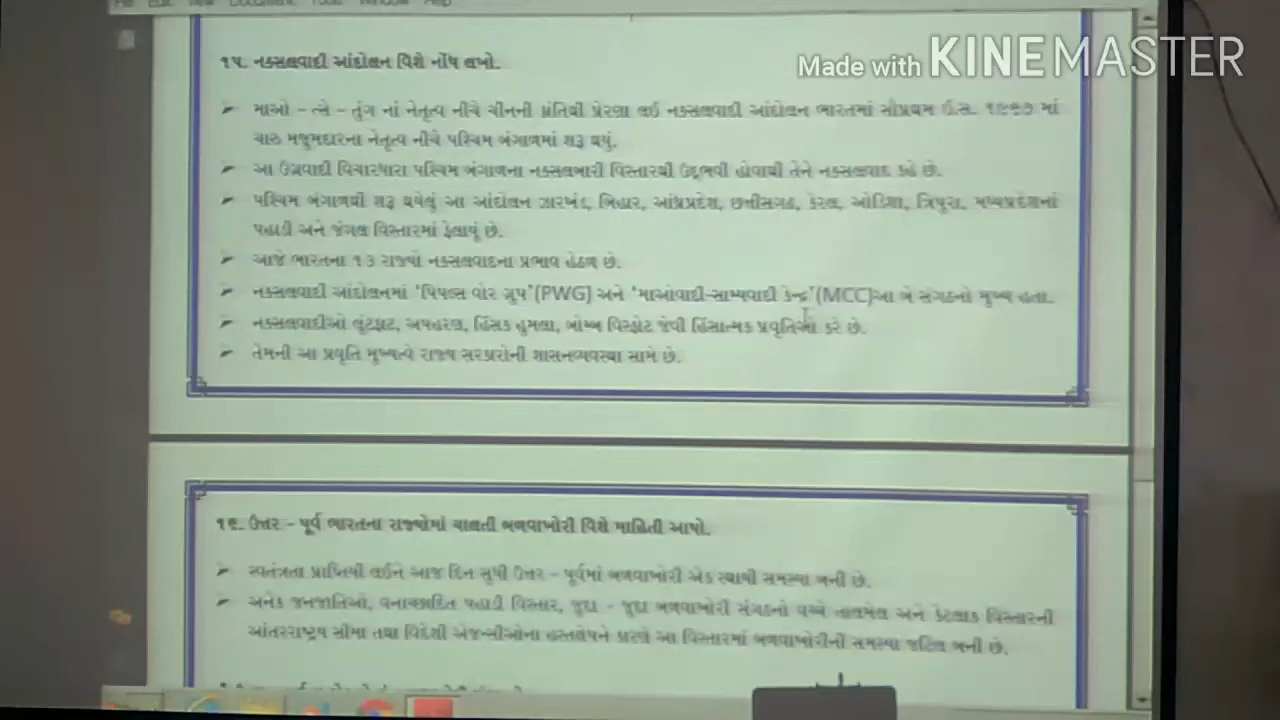 Made with KINEMASTER
૧૫. નક્સલવાદી આંદોલન વિશે નોંધ લખો.
➢ માઓ – ત્સે – તુંગ નાં નેતૃત્વ નીચે ચીનની ક્રાંતિથી પ્રેરણા લઈ નક્સલવાદી આંદોલન ભારતમાં સૌપ્રથમ ઈ.સ. ૧૯૬૭ માં
ચારુ મજુમદારના નેતૃત્વ નીચે પશ્ચિમ બંગાળમાં શરૂ થયું.
➢ આ ઉગ્રવાદી વિચારધારા પશ્ચિમ બંગાળના નક્સલબારી વિસ્તારથી ઉદ્દભવી હોવાથી તેને નક્સલવાદ કહે છે.
➢ પશ્ચિમ બંગાળથી શરૂ થયેલું આ આંદોલન ઝારખંડ, બિહાર, આંધ્રપ્રદેશ, છત્તીસગઢ, કેરલ, ઓડિશા, ત્રિપુરા, મધ્યપ્રદેશનાં
પહાડી અને જંગલ વિસ્તારમાં ફેલાવું છે.
➢ આજે ભારતના ૧૩ રાજ્યો નક્સલવાદના પ્રભાવ હેઠળ છે.
➢ નક્સલવાદી આંદોલનમાં 'પિપલ્સ વોર ગ્રુપ'(PWG) અને 'માઓવાદી-સામ્યવાદી કેન્દ્ર'(MCC)આ બે સંગઠનો મુખ્ય હતા.
➢ નક્સલવાદીઓ લુંટફાટ, અપહરણ, હિંસક હુમલા, બોમ્બ વિસ્ફોટ જેવી હિંસાત્મક પ્રવૃતિઓ કરે છે.
➢ તેમની આ પ્રવૃતિ મુખ્યત્વે રાજ્ય સરકારોની શાસનવ્યવસ્થા સામે છે.
૧૬. ઉત્તર – પૂર્વ ભારતના રાજ્યોમાં ચાલતી બળવાખોરી વિશે માહિતી આપો.
➢ સ્વતંત્રતા પ્રાપ્તિથી લઈને આજ દિન સુધી ઉત્તર – પૂર્વમાં બળવાખોરી એક સ્થાયી સમસ્યા બની છે.
➢ અનેક જનજાતિઓ, વનાચ્છાદિત પહાડી વિસ્તાર, જુદા – જુદા બળવાખોરી સંગઠનો વચ્ચે તાલમેલ અને કેટલાક વિસ્તારની
આંતરરાષ્ટ્રિય સીમા તથા વિદેશી એજન્સીઓના હસ્તક્ષેપને કારણે આ વિસ્તારમાં બળવાખોરીની સમસ્યા જટિલ બની છે.